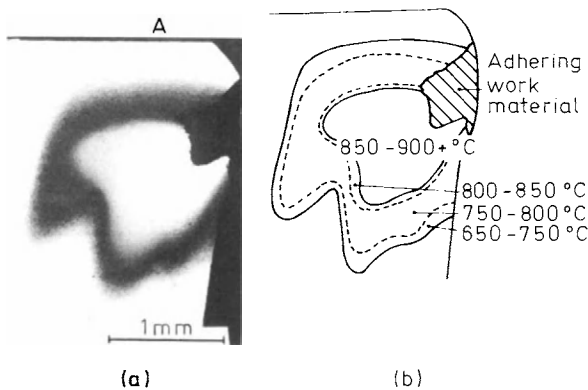 A
1mm
(a)
Adhering
work
material
850-900+°C
800-850°C
750-800°C
650-750°C
(b)